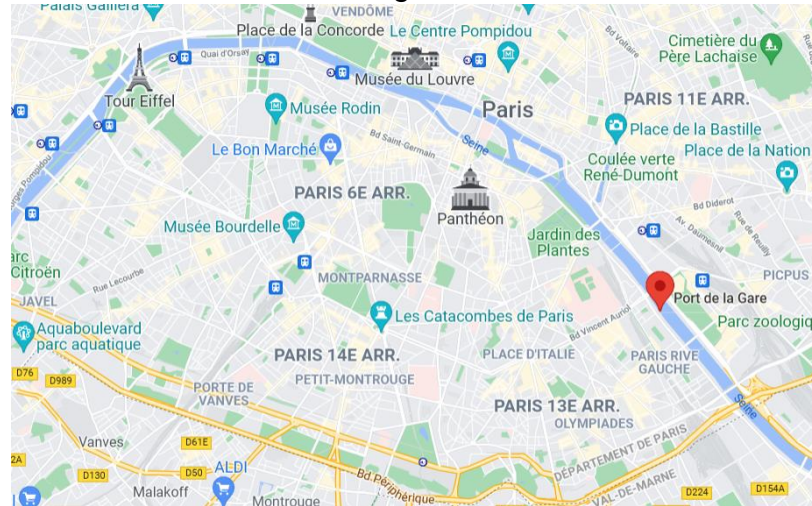 Palais Galliera
VENDÔME
Place de la Concorde
Le Centre Pompidou
Bd Voltaire
Cimetière du
Père Lachaise
Quai d'Orsay
Musée du Louvre
Tour Eiffel
Musée Rodin
Paris
PARIS 11E ARR.
Place de la Bastille
Le Bon Marché
Bd Saint-Germain
Seine
Coulée verte
René-Dumont
Place de la Nation
PARIS 6E ARR.
Panthéon
Bd Diderot
Rue de Reuilly
Av. Daumesnil
Musée Bourdelle
Jardin des
Plantes
arc
Citroën
Rue Lecourbe
MONTPARNASSE
PICPUS
JAVEL
Port de la Gare
Les Catacombes de Paris
Bd Vincent Auriol
Parc zoologiq
Aquaboulevard
parc aquatique
PARIS 14E ARR.
PETIT-MONTROUGE
PLACE D'ITALIE
PARIS RIVE
GAUCHE
D76
D989
PORTE DE
VANVES
PARIS 13E ARR.
OLYMPIADES
Seine
Vanves
D61E
2A
D130
D50
ALDI
Malakoff
Montrouge
Bd Périphérique
DÉPARTEMENT DE PARIS
VAL-DE-MARNE
D224
D154A